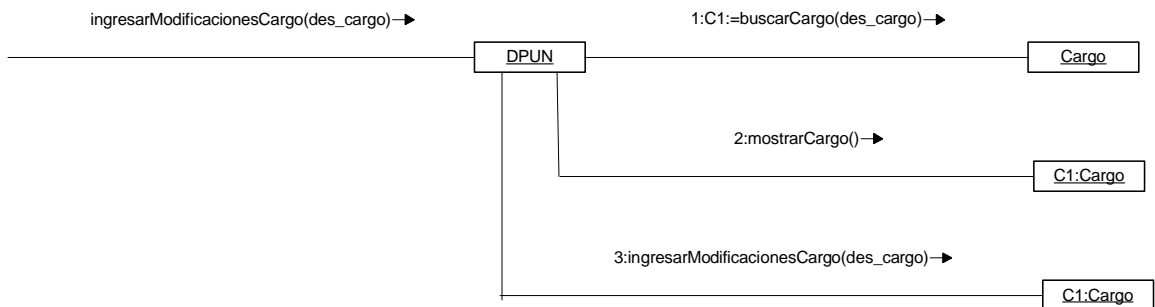 ingresarModificacionesCargo(des_cargo)
1:C1:=buscarCargo(des_cargo)
DPUN
Cargo
2:mostrarCargo()
C1:Cargo
3:ingresarModificacionesCargo(des_cargo)
C1:Cargo